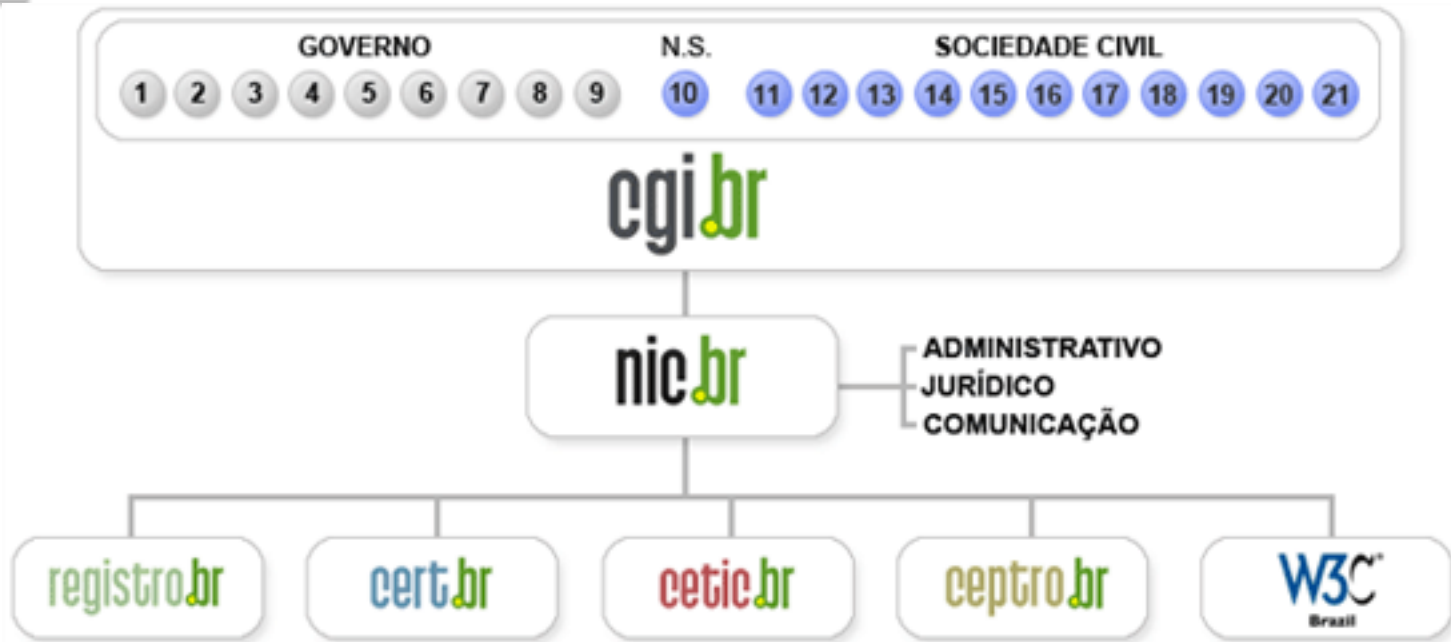 GOVERNO N.S. SOCIEDADE CIVIL
1 2 3 4 5 6 7 8 9 10 11 12 13 14 15 16 17 18 19 20 21
cgi.br
nic.br
ADMINISTRATIVO
JURÍDICO
COMUNICAÇÃO
registro.br cert.br cetic.br ceptro.br W3C
Brazil